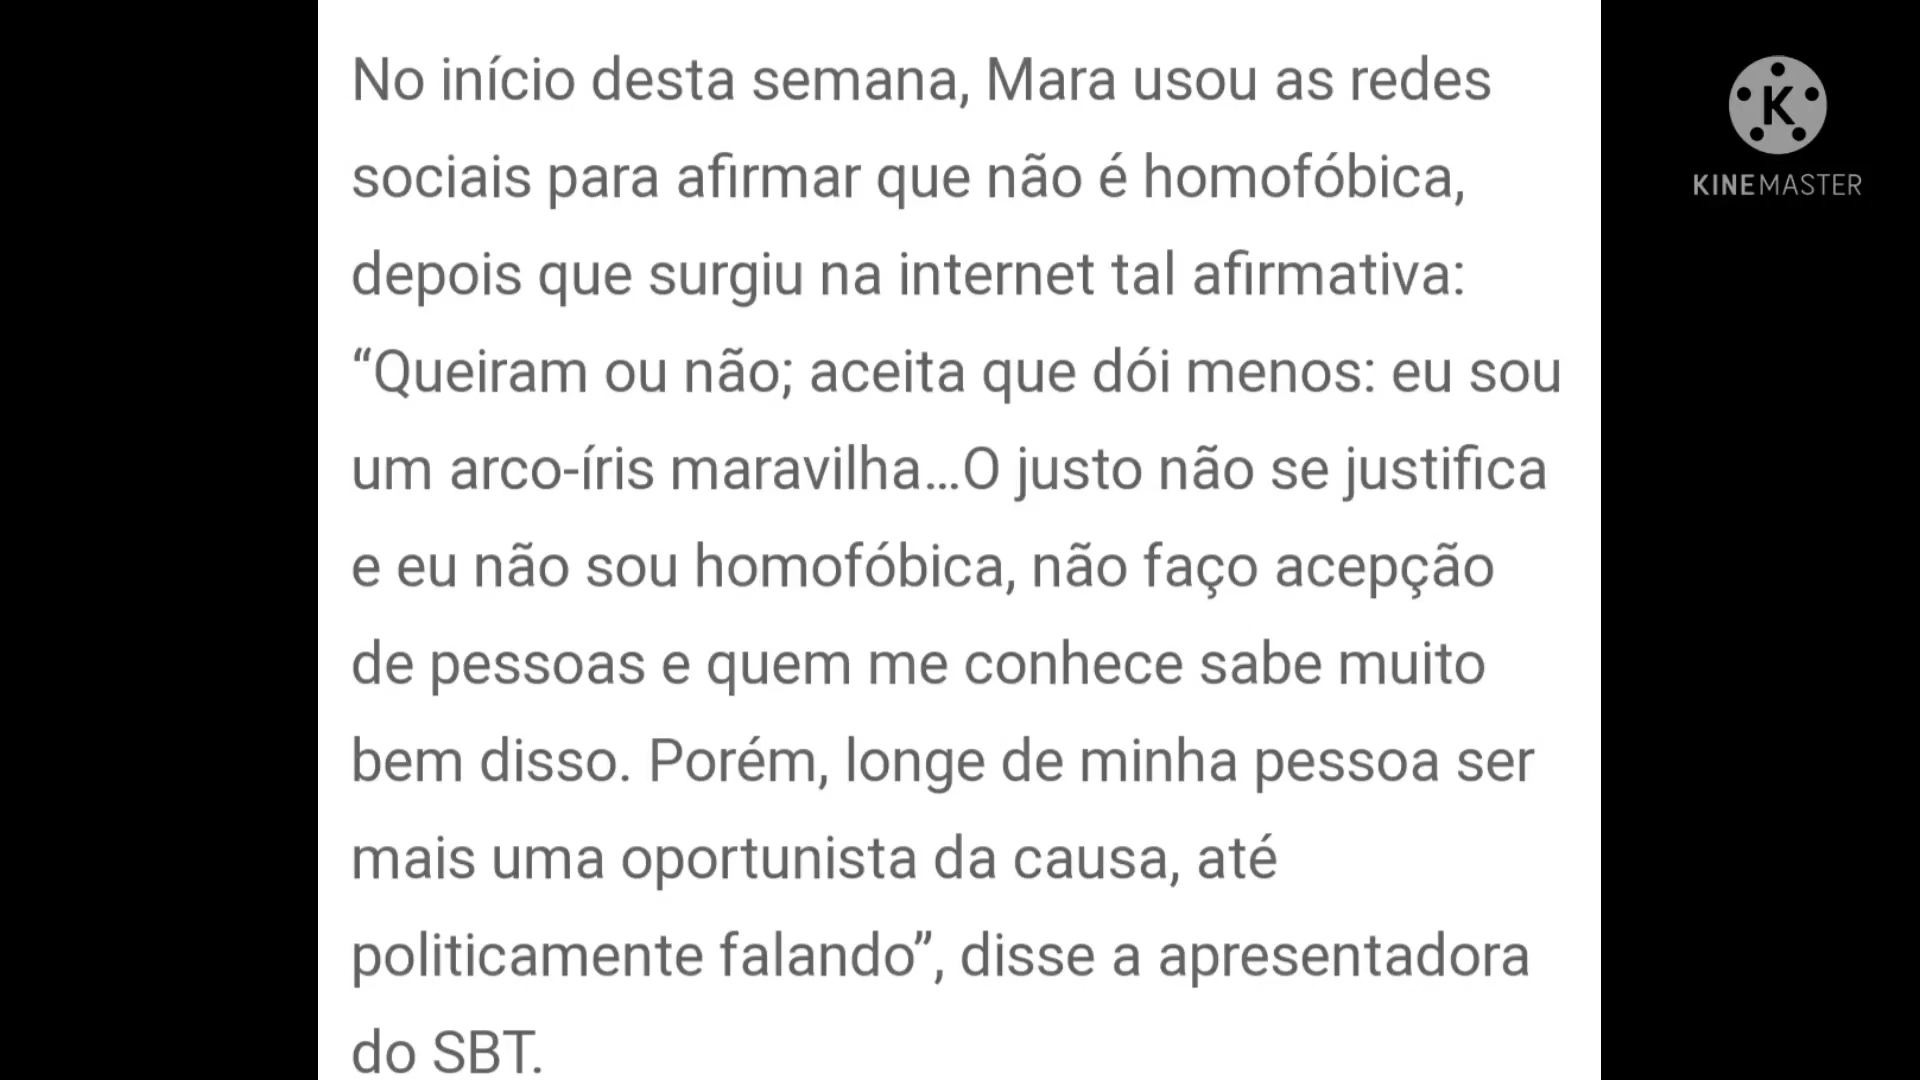 No início desta semana, Mara usou as redes
sociais para afirmar que não é homofóbica,
depois que surgiu na internet tal afirmativa:
“Queiram ou não; aceita que dói menos: eu sou
um arco-íris maravilha...O justo não se justifica
e eu não sou homofóbica, não faço acepção
de pessoas e quem me conhece sabe muito
bem disso. Porém, longe de minha pessoa ser
mais uma oportunista da causa, até
politicamente falando”, disse a apresentadora
do SBT.
K
KINEMASTER